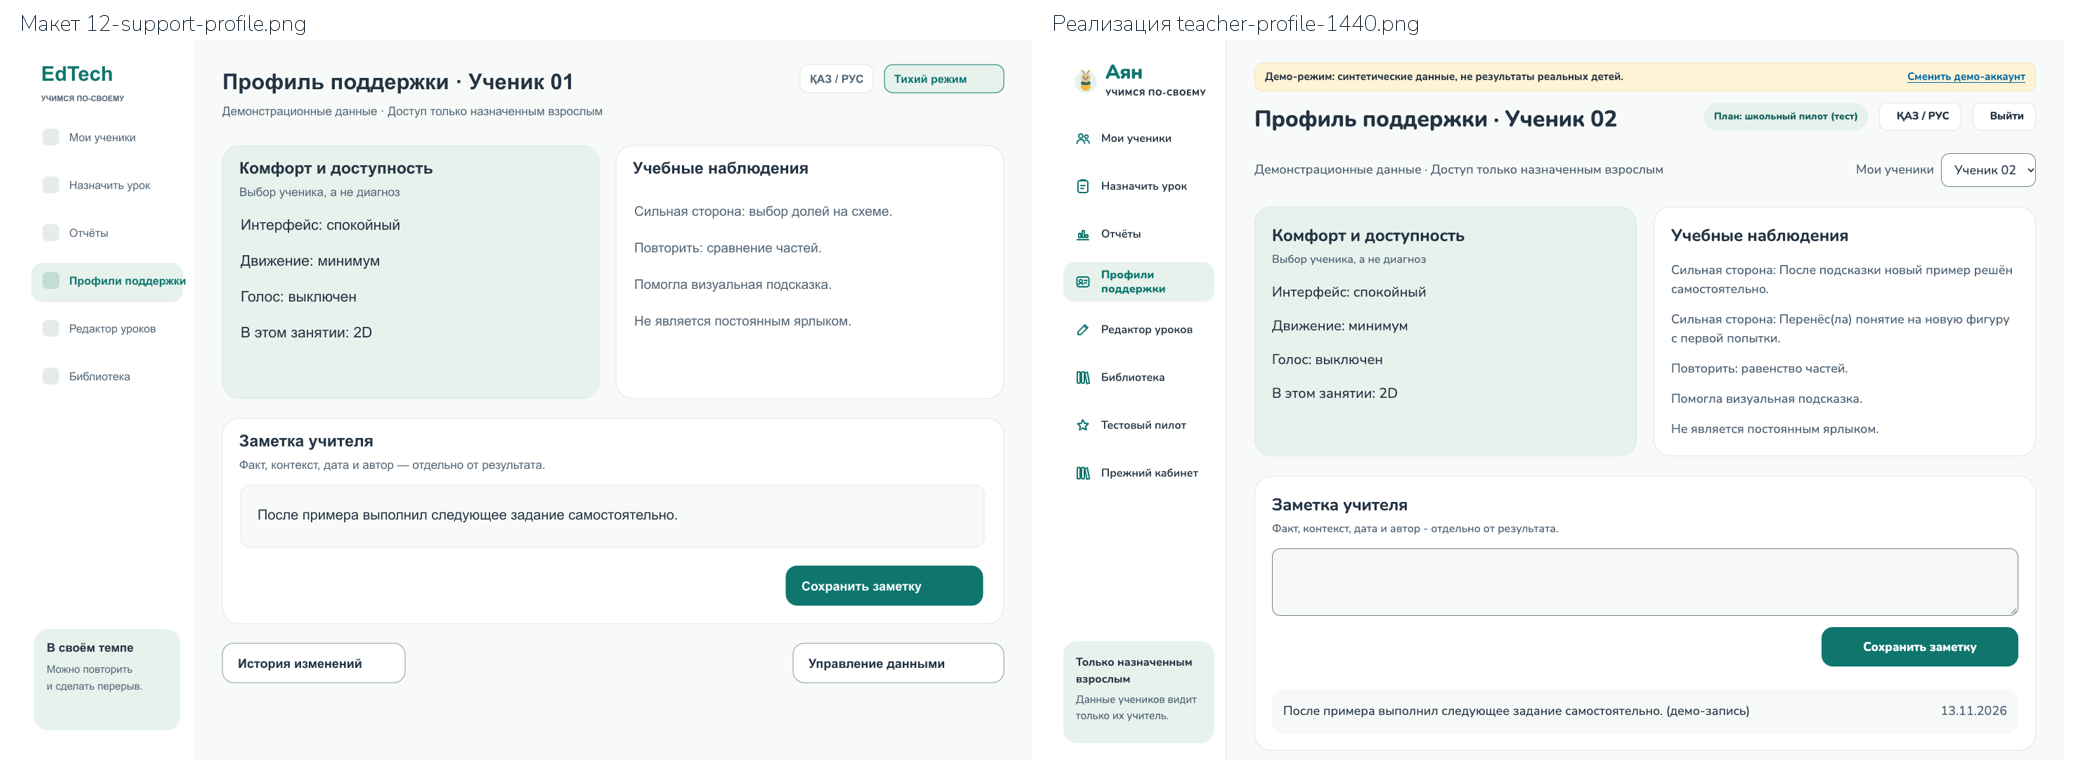 Макет 12-support-profile.png
EdTech
УЧИМСЯ ПО-СВОЕМУ
Мои ученики
Назначить урок
Отчёты
Профили поддержки
Редактор уроков
Библиотека
В своём темпе
Можно повторить
и сделать перерыв.
Профиль поддержки · Ученик 01
ҚАЗ / РУС
Тихий режим
Демонстрационные данные · Доступ только назначенным взрослым
Комфорт и доступность
Выбор ученика, а не диагноз
Интерфейс: спокойный
Движение: минимум
Голос: выключен
В этом занятии: 2D
Учебные наблюдения
Сильная сторона: выбор долей на схеме.
Повторить: сравнение частей.
Помогла визуальная подсказка.
Не является постоянным ярлыком.
Заметка учителя
Факт, контекст, дата и автор — отдельно от результата.
После примера выполнил следующее задание самостоятельно.
Сохранить заметку
История изменений
Управление данными
Реализация teacher-profile-1440.png
Аян
УЧИМСЯ ПО-СВОЕМУ
Мои ученики
Назначить урок
Отчёты
Профили
поддержки
Редактор уроков
Библиотека
Тестовый пилот
Прежний кабинет
Только назначенным
взрослым
Данные учеников видит
только их учитель.
Демо-режим: синтетические данные, не результаты реальных детей.
Сменить демо-аккаунт
Профиль поддержки · Ученик 02
План: школьный пилот (тест)
ҚАЗ / РУС
Выйти
Демонстрационные данные · Доступ только назначенным взрослым
Мои ученики
Ученик 02
Комфорт и доступность
Выбор ученика, а не диагноз
Интерфейс: спокойный
Движение: минимум
Голос: выключен
В этом занятии: 2D
Учебные наблюдения
Сильная сторона: После подсказки новый пример решён
самостоятельно.
Сильная сторона: Перенёс(ла) понятие на новую фигуру
с первой попытки.
Повторить: равенство частей.
Помогла визуальная подсказка.
Не является постоянным ярлыком.
Заметка учителя
Факт, контекст, дата и автор - отдельно от результата.
Сохранить заметку
После примера выполнил следующее задание самостоятельно. (демо-запись)
13.11.2026